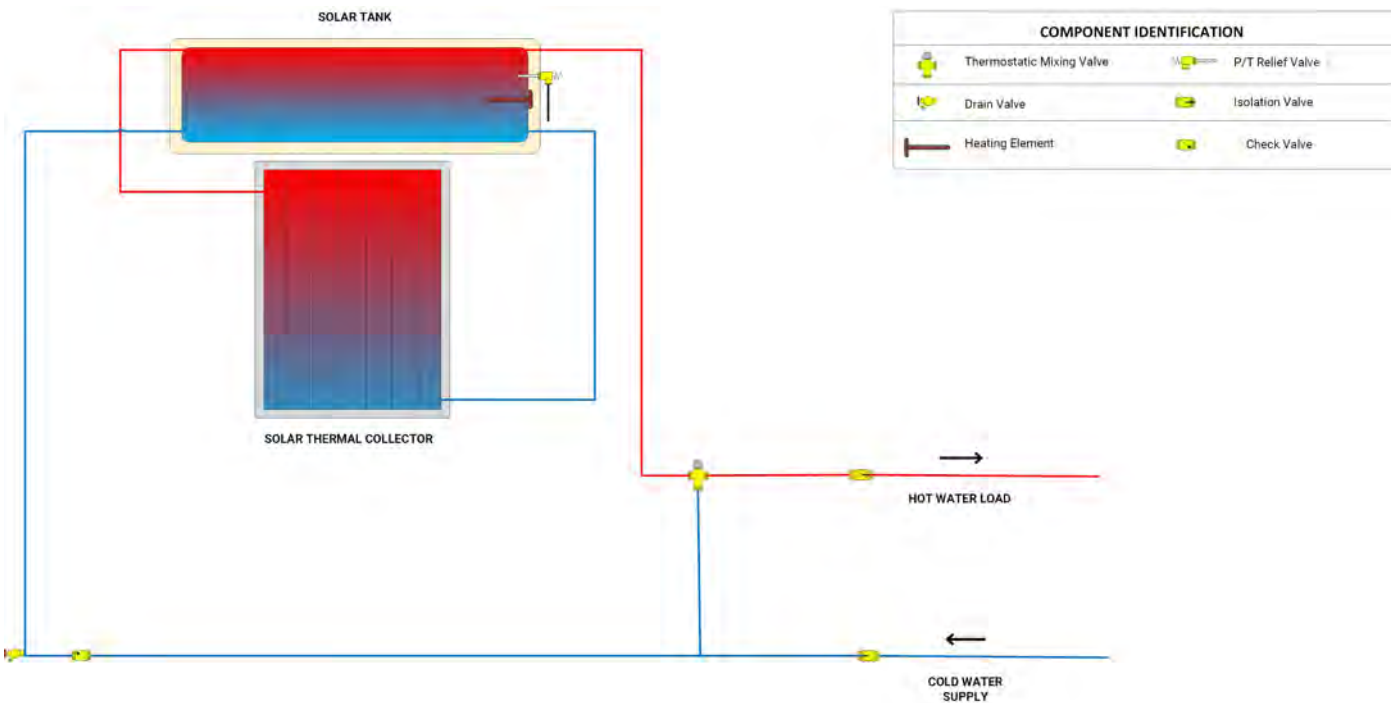 SOLAR TANK
COMPONENT IDENTIFICATION
Thermostatic Mixing Valve
P/T Relief Valve
Drain Valve
Isolation Valve
Heating Element
Check Valve
SOLAR THERMAL COLLECTOR
HOT WATER LOAD
COLD WATER
SUPPLY